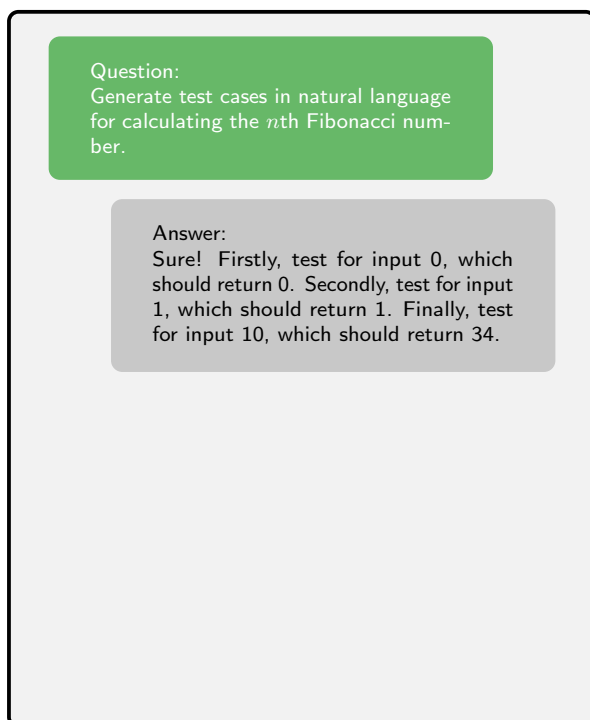 Question:
Generate test cases in natural language
for calculating the nth Fibonacci num-
ber.
Answer:
Sure! Firstly, test for input 0, which
should return 0. Secondly, test for input
1, which should return 1. Finally, test
for input 10, which should return 34.